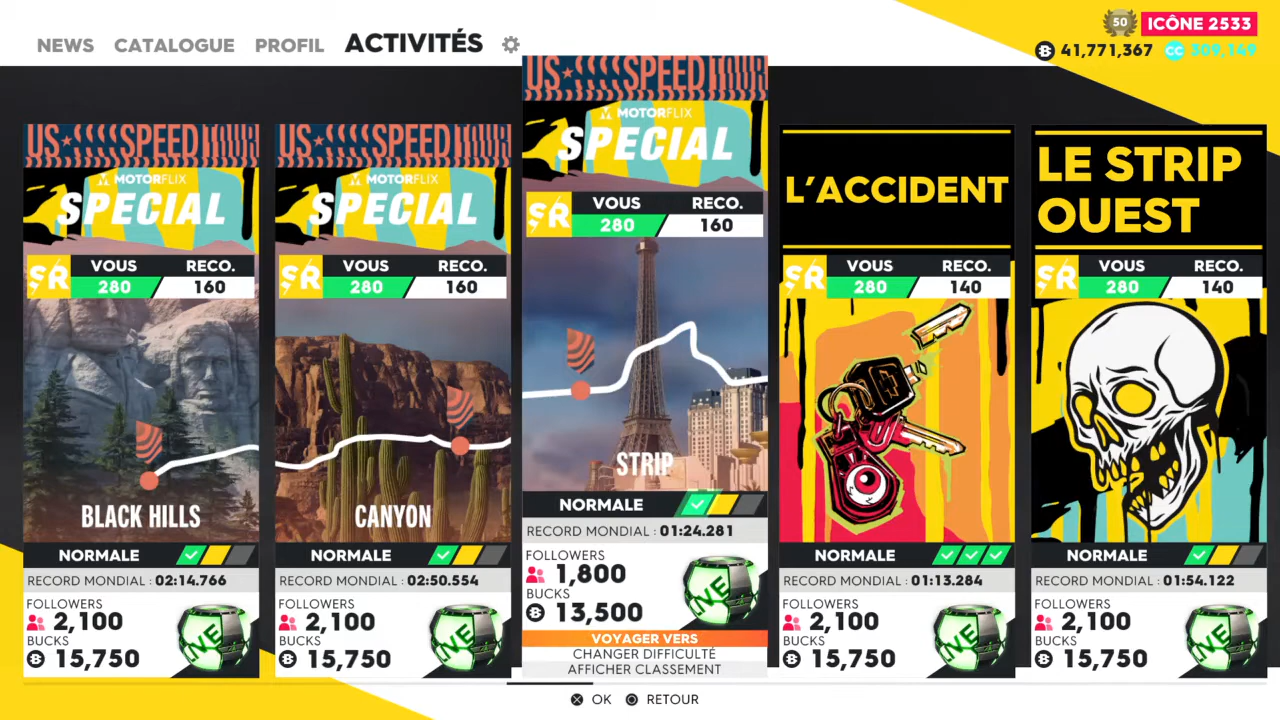 NEWS CATALOGUE PROFIL ACTIVITÉS
50 ICÔNE 2533
41,771,367 CC 309,149
US SPEED TOUR
MOTORFLIX
SPECIAL
SR VOUS RECO.
280 160
BLACK HILLS
NORMALE
RECORD MONDIAL : 02:14.766
FOLLOWERS
2,100
BUCKS
15,750
US SPEED TOUR
MOTORFLIX
SPECIAL
SR VOUS RECO.
280 160
CANYON
NORMALE
RECORD MONDIAL : 02:50.554
FOLLOWERS
2,100
BUCKS
15,750
US SPEED TOUR
MOTORFLIX
SPECIAL
SR VOUS RECO.
280 160
STRIP
NORMALE
RECORD MONDIAL : 01:24.281
FOLLOWERS
1,800
BUCKS
13,500
VOYAGER VERS
CHANGER DIFFICULTÉ
AFFICHER CLASSEMENT
L'ACCIDENT
SR VOUS RECO.
280 140
NORMALE
RECORD MONDIAL : 01:13.284
FOLLOWERS
2,100
BUCKS
15,750
LE STRIP
OUEST
SR VOUS RECO.
280 140
NORMALE
RECORD MONDIAL : 01:54.122
FOLLOWERS
2,100
BUCKS
15,750
OK RETOUR